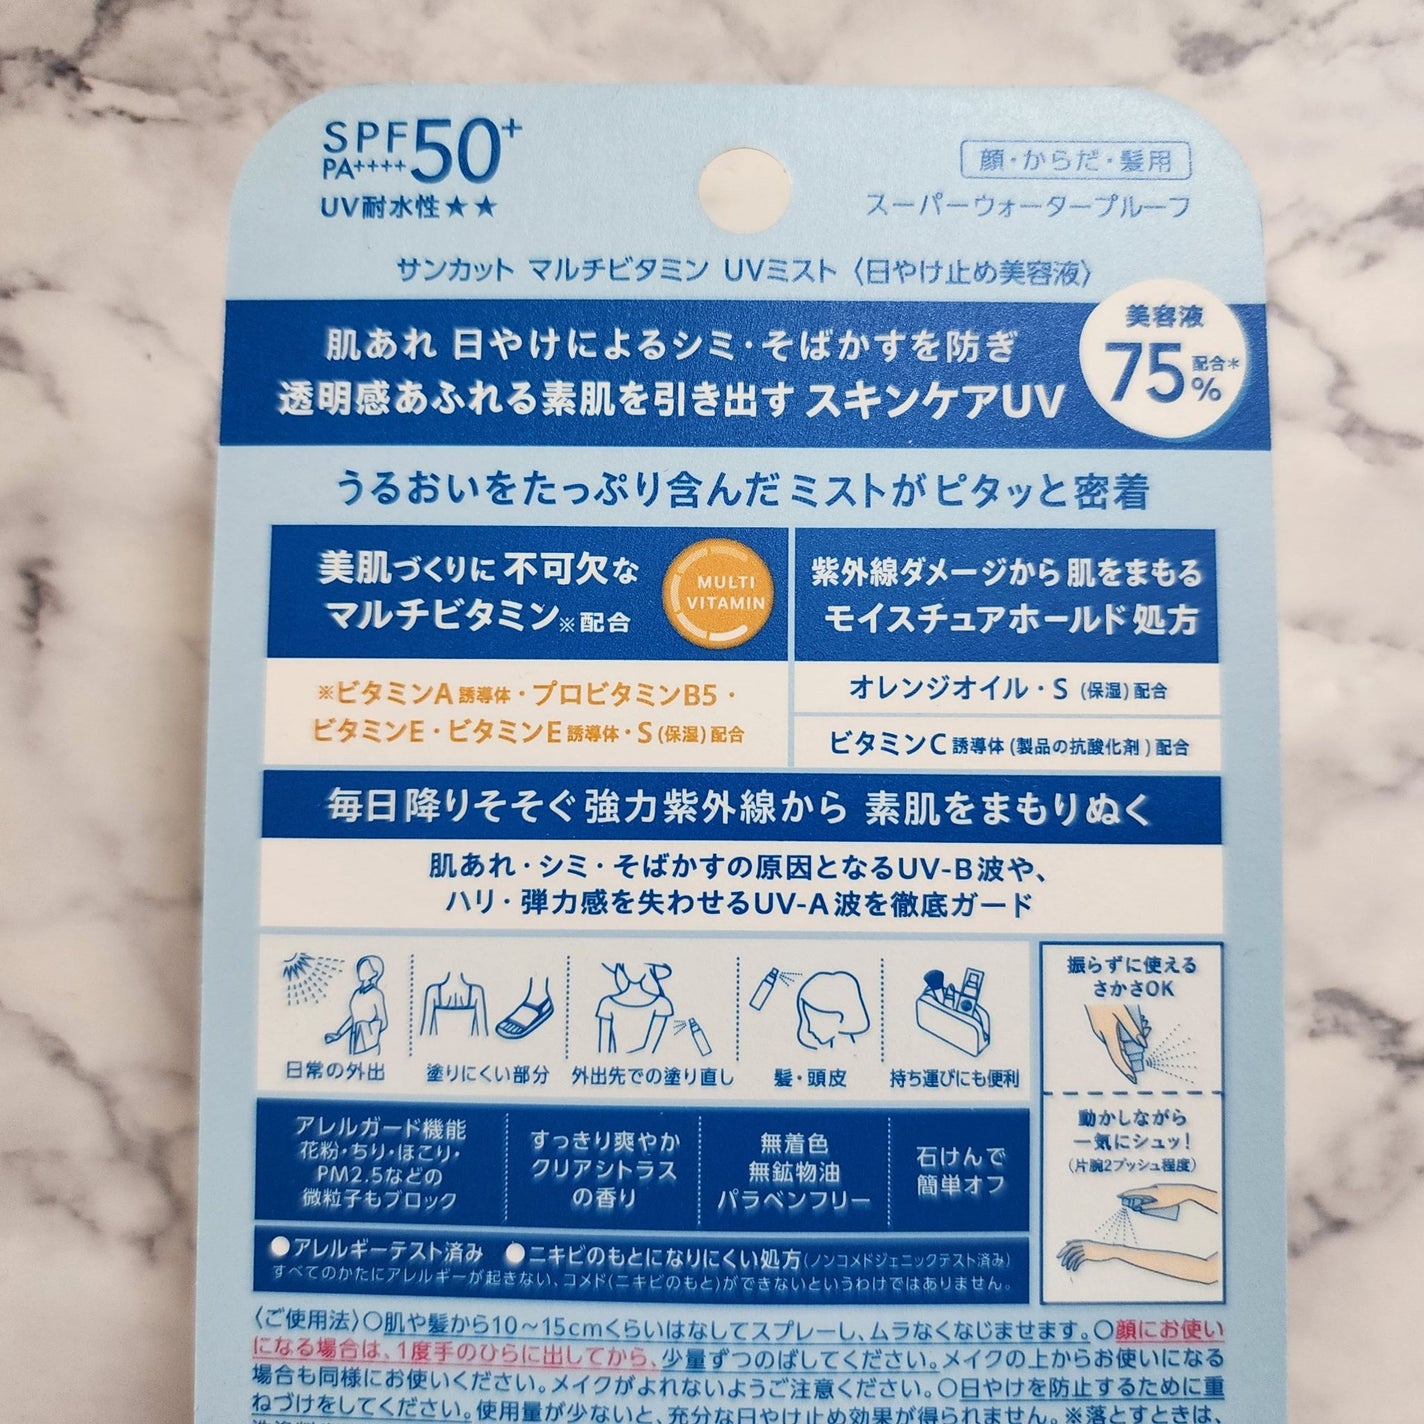 SPF50+
PA++++
UV耐水性★★
顔・からだ・髪用
スーパーウォータープルーフ
サンカット マルチビタミン UVミスト〈日やけ止め美容液〉
肌あれ 日やけによるシミ・そばかすを防ぎ
透明感あふれる素肌を引き出す スキンケアUV
美容液
75%配合*
うるおいをたっぷり含んだミストがピタッと密着
美肌づくりに不可欠な
マルチビタミン※配合
MULTI
VITAMIN
※ビタミンA誘導体・プロビタミンB5・
ビタミンE・ビタミンE誘導体・S(保湿)配合
紫外線ダメージから肌をまもる
モイスチュアホールド処方
オレンジオイル・S (保湿)配合
ビタミンC誘導体(製品の抗酸化剤)配合
毎日降りそそぐ強力紫外線から 素肌をまもりぬく
肌あれ・シミ・そばかすの原因となるUV-B波や、
ハリ・弾力感を失わせるUV-A波を徹底ガード
日常の外出
塗りにくい部分
外出先での塗り直し
髪・頭皮
持ち運びにも便利
振らずに使える
さかさOK
動かしながら
一気にシュッ!
(片腕2プッシュ程度)
アレルガード機能
花粉・ちり・ほこり・
PM2.5などの
微粒子もブロック
すっきり爽やか
クリアシトラス
の香り
無着色
無鉱物油
パラベンフリー
石けんで
簡単オフ
●アレルギーテスト済み ●ニキビのもとになりにくい処方(ノンコメドジェニックテスト済み)
すべてのかたにアレルギーが起きない、コメド(ニキビのもと)ができないというわけではありません。
〈ご使用法〉○肌や髪から10～15cmくらいはなしてスプレーし、ムラなくなじませます。○顔にお使い
になる場合は、1度手のひらに出してから、少量ずつのばしてください。メイクの上からお使いになる
場合も同様にお使いください。メイクがよれないようご注意ください。○日やけを防止するために重
ねづけをしてください。使用量が少ないと、充分な日やけ止め効果が得られません。※落とすときは、